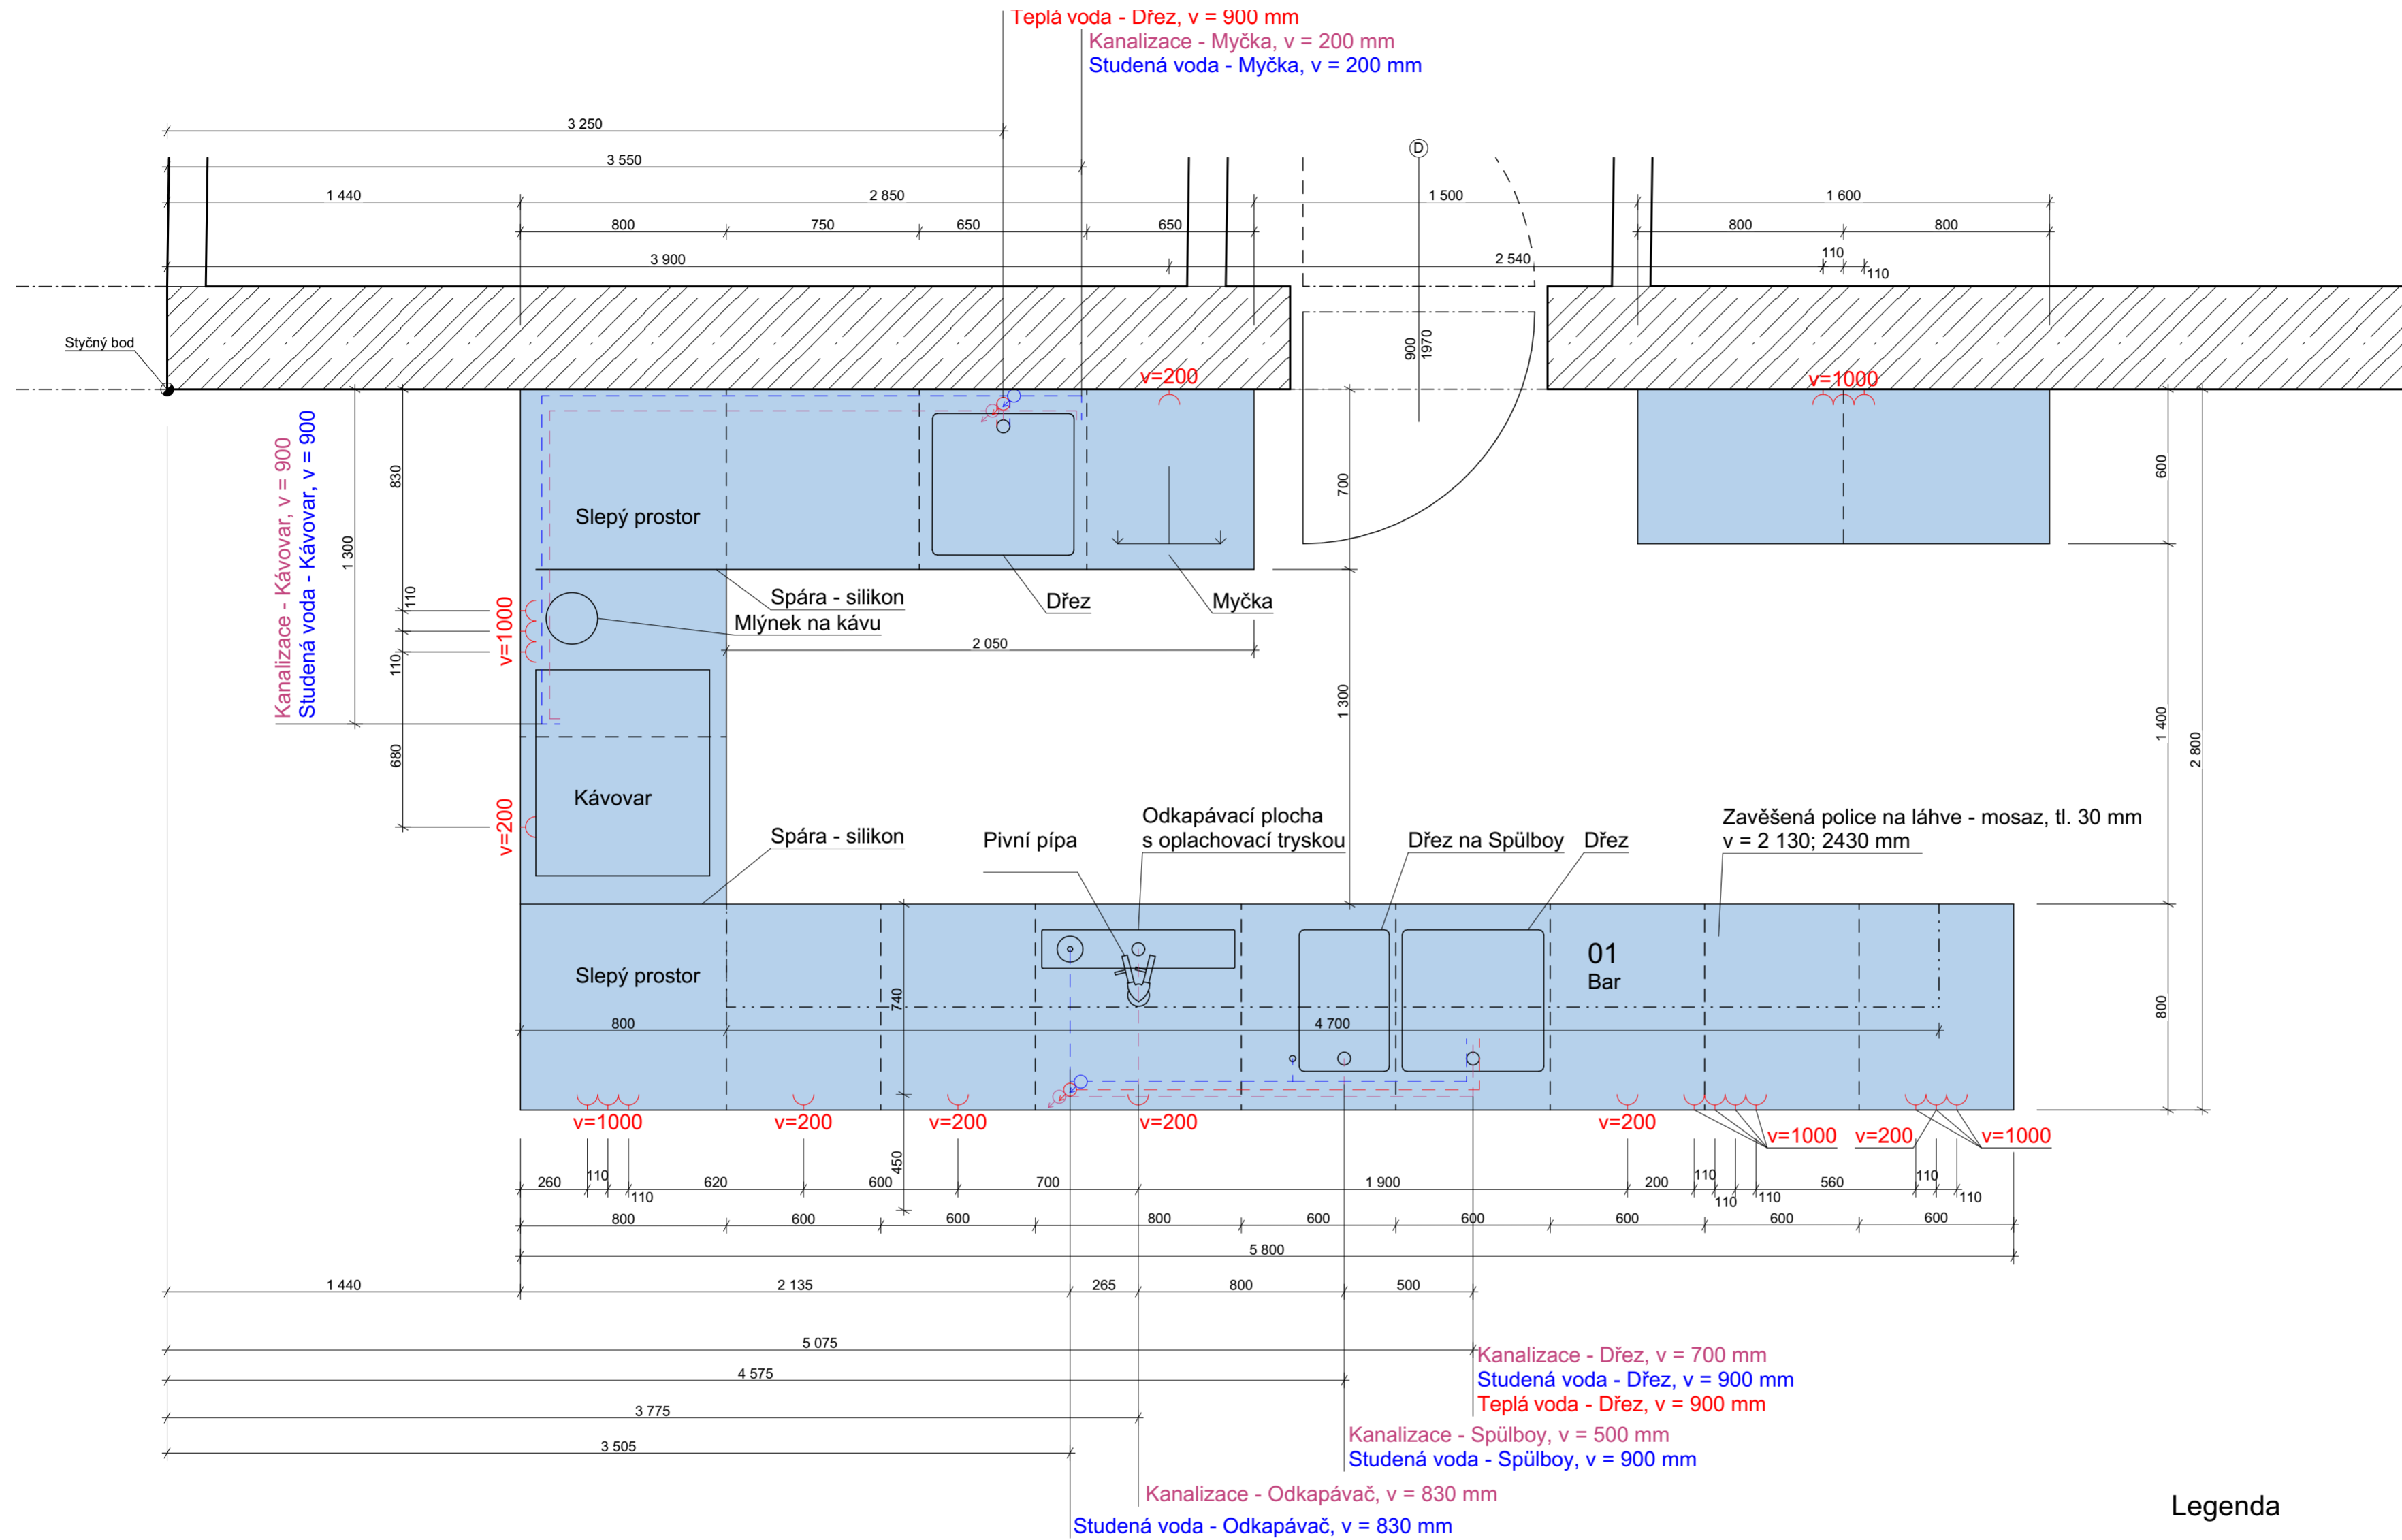 Teplá voda - Dřez, v = 900 mm
Kanalizace - Myčka, v = 200 mm
Studená voda - Myčka, v = 200 mm
3 250
3 550
D
1 440
2 850
1 500
1 600
800
750
650
650
800
800
3 900
2 540
110
110
Styčný bod
900
1970
v=200
v=1000
Kanalizace - Kávovar, v = 900
Studená voda - Kávovar, v = 900
1 300
830
110
110
680
v=1000
v=200
Slepý prostor
Spára - silikon
Mlýnek na kávu
Dřez
Myčka
2 050
700
1 300
600
1 400
2 800
800
Kávovar
Spára - silikon
Pivní pípa
Odkapávací plocha
s oplachovací tryskou
Dřez na Spülboy
Dřez
Zavěšená police na láhve - mosaz, tl. 30 mm
v = 2 130; 2430 mm
Slepý prostor
01
Bar
740
800
4 700
v=1000
v=200
v=200
v=200
v=200
v=1000
v=200
v=1000
450
260
110
110
620
600
700
1 900
200
110
110
110
560
110
110
800
600
600
800
600
600
600
600
600
5 800
1 440
2 135
265
800
500
5 075
4 575
3 775
3 505
Kanalizace - Dřez, v = 700 mm
Studená voda - Dřez, v = 900 mm
Teplá voda - Dřez, v = 900 mm
Kanalizace - Spülboy, v = 500 mm
Studená voda - Spülboy, v = 900 mm
Kanalizace - Odkapávač, v = 830 mm
Studená voda - Odkapávač, v = 830 mm
Legenda